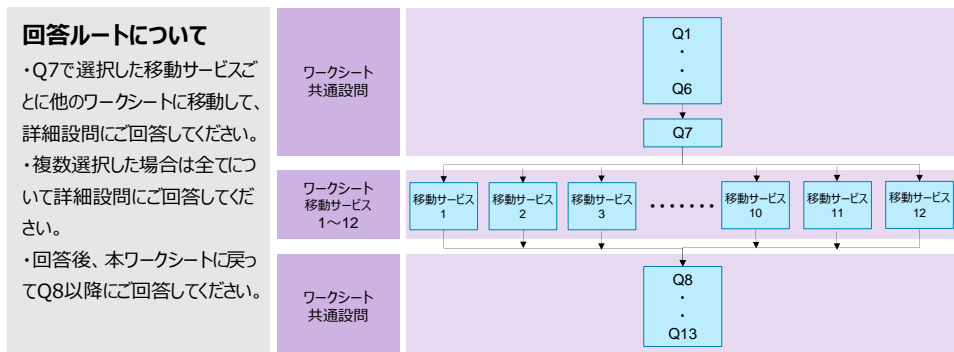 回答ルートについて
・Q7で選択した移動サービスご
とに他のワークシートに移動して、
詳細設問にご回答してください。
・複数選択した場合は全てにつ
いて詳細設問にご回答してくだ
さい。
・回答後、本ワークシートに戻っ
てQ8以降にご回答してください。
ワークシート
共通設問
Q1
・
・
Q6
Q7
ワークシート
移動サービス
1～12
移動サービス
1
移動サービス
2
移動サービス
3
・・・・・・・
移動サービス
10
移動サービス
11
移動サービス
12
ワークシート
共通設問
Q8
・
・
Q13